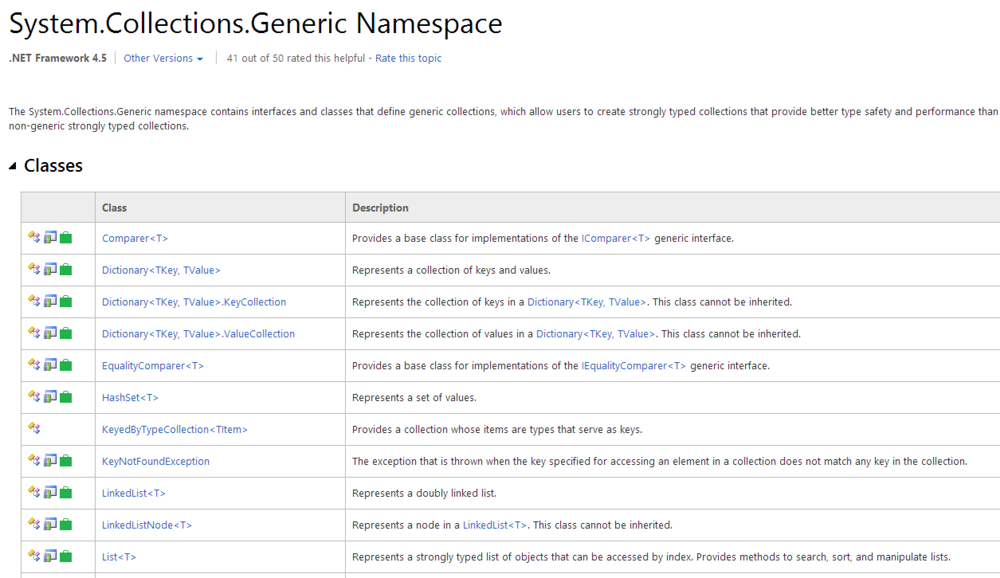 System.Collections.Generic Namespace
.NET Framework 4.5 Other Versions 41 out of 50 rated this helpful - Rate this topic
The System.Collections.Generic namespace contains interfaces and classes that define generic collections, which allow users to create strongly typed collections that provide better type safety and performance than
non-generic strongly typed collections.
Classes
Class Description
Comparer<T> Provides a base class for implementations of the IComparer<T> generic interface.
Dictionary<TKey, TValue> Represents a collection of keys and values.
Dictionary<TKey, TValue>.KeyCollection Represents the collection of keys in a Dictionary<TKey, TValue>. This class cannot be inherited.
Dictionary<TKey, TValue>.ValueCollection Represents the collection of values in a Dictionary<TKey, TValue>. This class cannot be inherited.
EqualityComparer<T> Provides a base class for implementations of the IEqualityComparer<T> generic interface.
HashSet<T> Represents a set of values.
KeyedByTypeCollection<TItem> Provides a collection whose items are types that serve as keys.
KeyNotFoundException The exception that is thrown when the key specified for accessing an element in a collection does not match any key in the collection.
LinkedList<T> Represents a doubly linked list.
LinkedListNode<T> Represents a node in a LinkedList<T>. This class cannot be inherited.
List<T> Represents a strongly typed list of objects that can be accessed by index. Provides methods to search, sort, and manipulate lists.